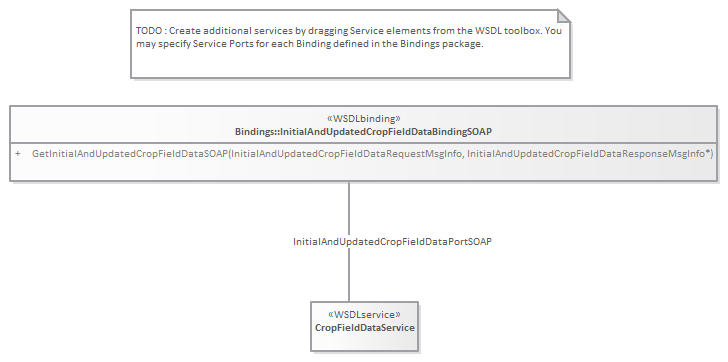 TODO : Create additional services by dragging Service elements from the WSDL toolbox. You
may specify Service Ports for each Binding defined in the Bindings package.
«WSDLbinding»
Bindings::InitialAndUpdatedCropFieldDataBindingSOAP
+ GetInitialAndUpdatedCropFieldDataSOAP(InitialAndUpdatedCropFieldDataRequestMsgInfo, InitialAndUpdatedCropFieldDataResponseMsgInfo*)
InitialAndUpdatedCropFieldDataPortSOAP
«WSDLservice»
CropFieldDataService